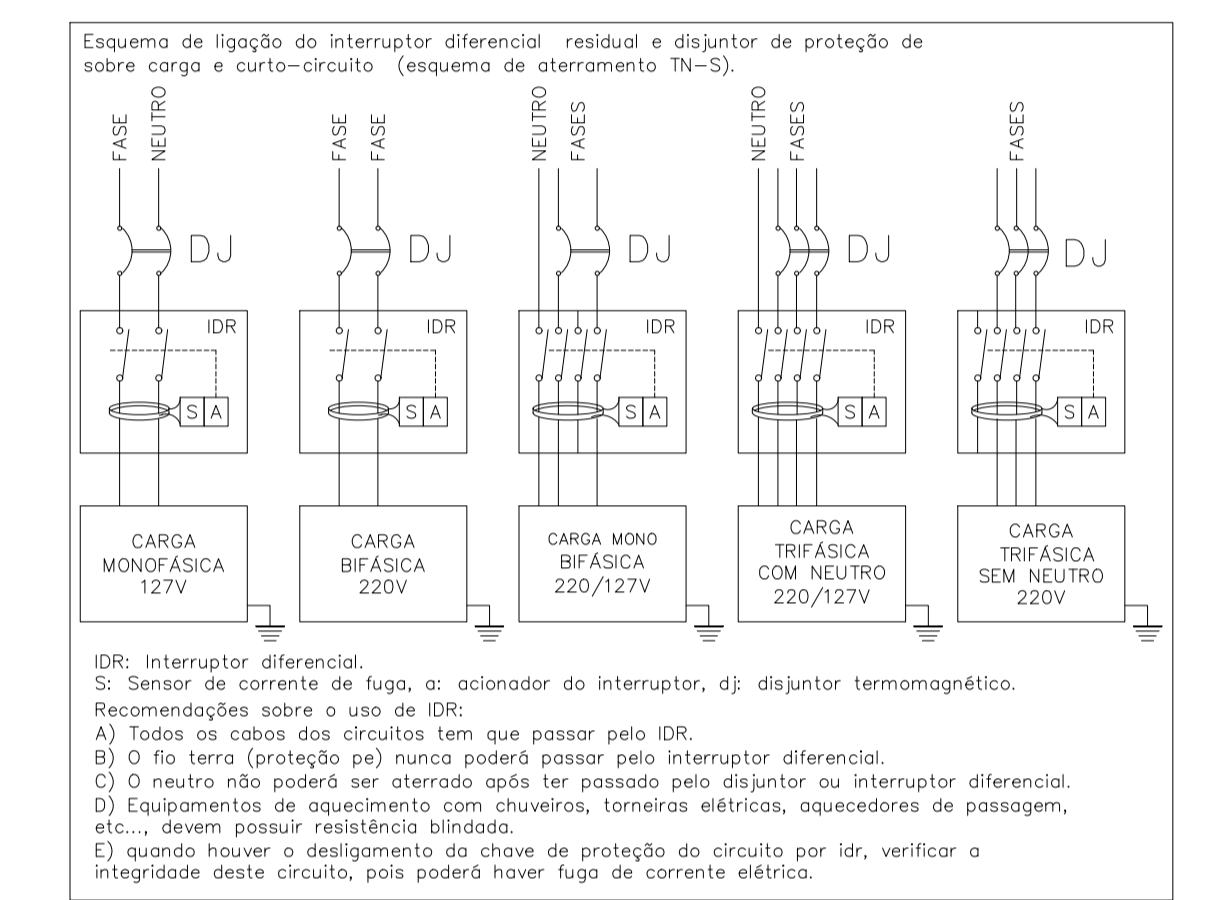 Esquema de ligação do interruptor diferencial residual e disjuntor de proteção de
sobre carga e curto-circuito (esquema de aterramento TN-S).
FASE
NEUTRO
FASE
FASE
NEUTRO
FASES
NEUTRO
FASES
FASES
DJ
DJ
DJ
DJ
DJ
IDR
IDR
IDR
IDR
IDR
S A
S A
S A
S A
S A
CARGA
MONOFÁSICA
127V
CARGA
BIFÁSICA
220V
CARGA MONO
BIFÁSICA
220/127V
CARGA
TRIFÁSICA
COM NEUTRO
220/127V
CARGA
TRIFÁSICA
SEM NEUTRO
220V
IDR: Interruptor diferencial.
S: Sensor de corrente de fuga, a: acionador do interruptor, dj: disjuntor termomagnético.
Recomendações sobre o uso de IDR:
A) Todos os cabos dos circuitos tem que passar pelo IDR.
B) O fio terra (proteção pe) nunca poderá passar pelo interruptor diferencial.
C) O neutro não poderá ser aterrado após ter passado pelo disjuntor ou interruptor diferencial.
D) Equipamentos de aquecimento com chuveiros, torneiras elétricas, aquecedores de passagem,
etc..., devem possuir resistência blindada.
E) quando houver o desligamento da chave de proteção do circuito por idr, verificar a
integridade deste circuito, pois poderá haver fuga de corrente elétrica.